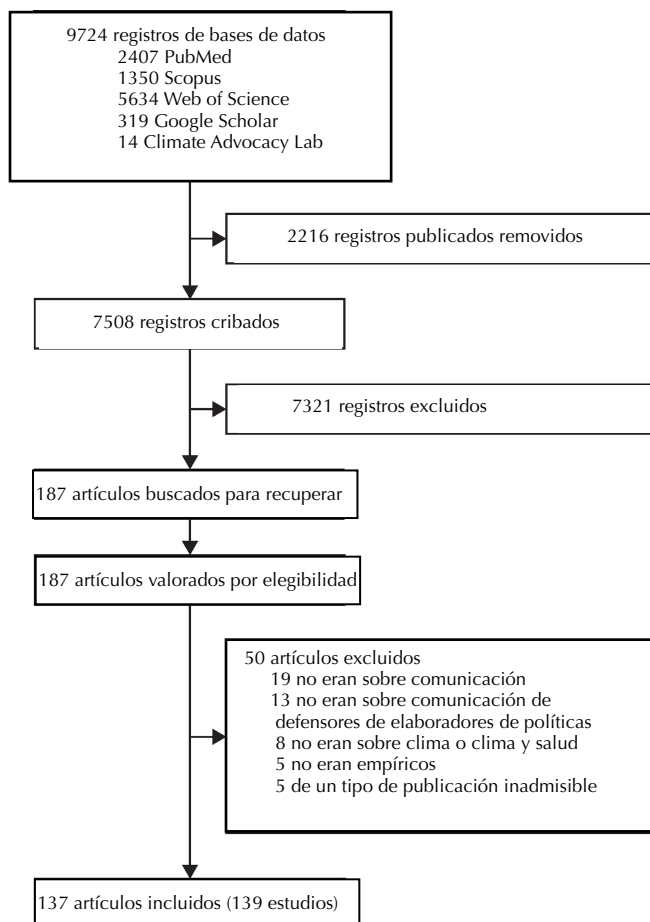 9724 registros de bases de datos
2407 PubMed
1350 Scopus
5634 Web of Science
319 Google Scholar
14 Climate Advocacy Lab
2216 registros publicados removidos
7508 registros cribados
7321 registros excluidos
187 artículos buscados para recuperar
187 artículos valorados por elegibilidad
50 artículos excluidos
19 no eran sobre comunicación
13 no eran sobre comunicación de
defensores de elaboradores de políticas
8 no eran sobre clima o clima y salud
5 no eran empíricos
5 de un tipo de publicación inadmisible
137 artículos incluidos (139 estudios)